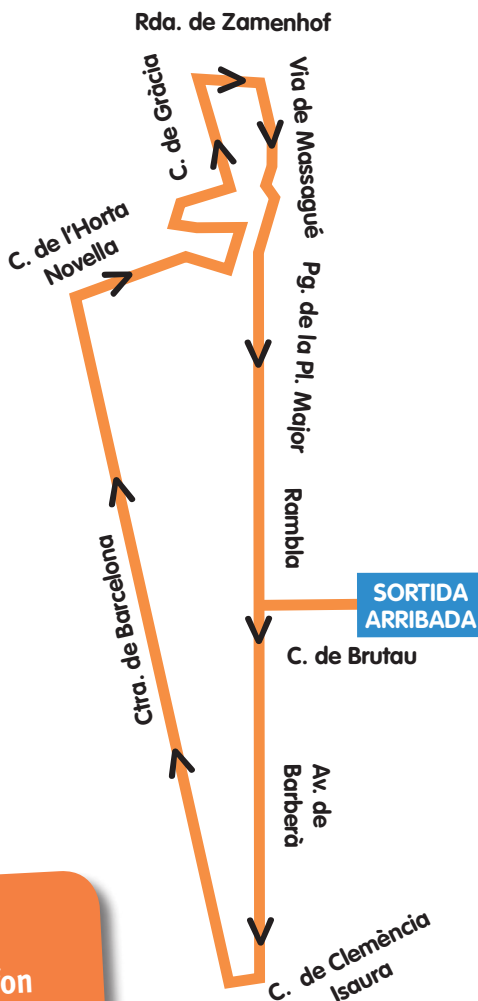 Rda. de Zamenhof
C. de Gràcia
Via de Massagué
C. de l'Horta
Novella
Pg. de la Pl. Major
Rambla
SORTIDA
ARRIBADA
C. de Brutau
Ctra. de Barcelona
Av. de
Barberà
C. de Clemència
Isaura